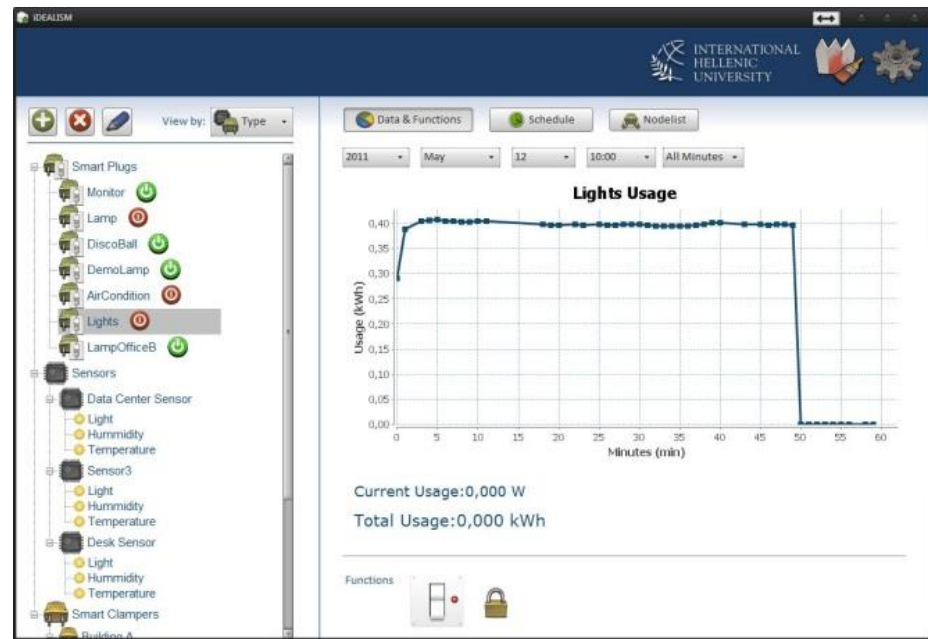 iDEALISM
INTERNATIONAL
HELLENIC
UNIVERSITY
View by: Type
Smart Plugs
Monitor
Lamp
DiscoBall
DemoLamp
AirCondition
Lights
LampOfficeB
Sensors
Data Center Sensor
Light
Hummidity
Temperature
Sensor3
Light
Hummidity
Temperature
Desk Sensor
Light
Hummidity
Temperature
Smart Clampers
Building A
Data & Functions Schedule Nodelist
2011 May 12 10:00 All Minutes
Lights Usage
Usage (kWh)
0,40
0,35
0,30
0,25
0,20
0,15
0,10
0,05
0,00
0 5 10 15 20 25 30 35 40 45 50 55 60
Minutes (min)
Current Usage:0,000 W
Total Usage:0,000 kWh
Functions